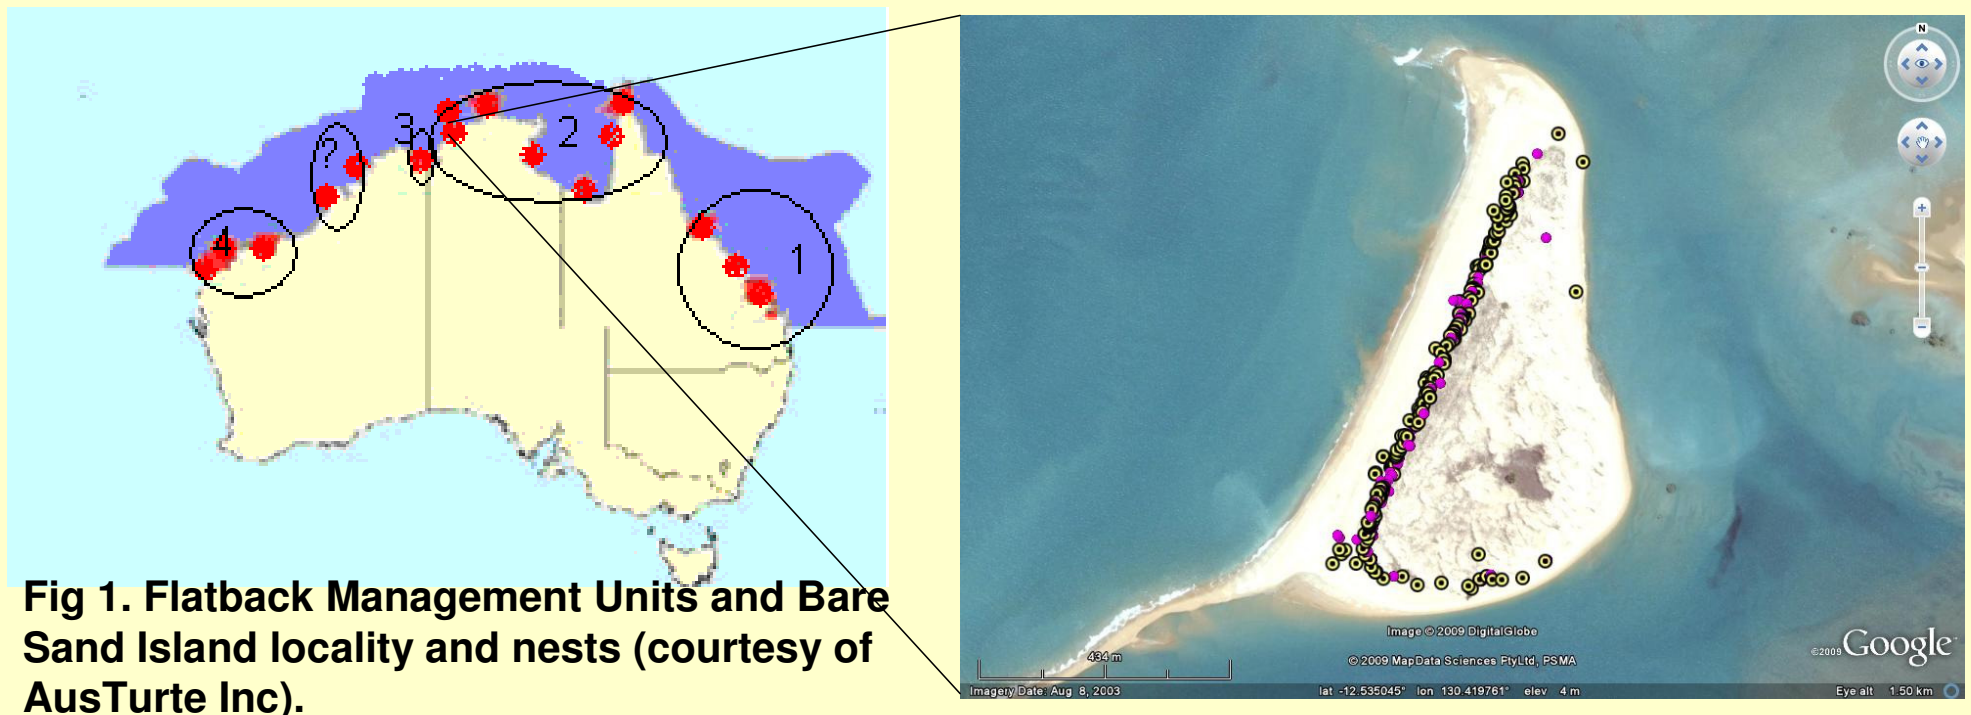 ?
3
2
4
1
Fig 1. Flatback Management Units and Bare
Sand Island locality and nests (courtesy of
AusTurte Inc).
N
Image © 2009 DigitalGlobe
434 m
© 2009 MapData Sciences PtyLtd, PSMA
©2009 Google
Imagery Date: Aug 8, 2003
lat -12.535045° lon 130.419761° elev 4 m
Eye alt 1.50 km